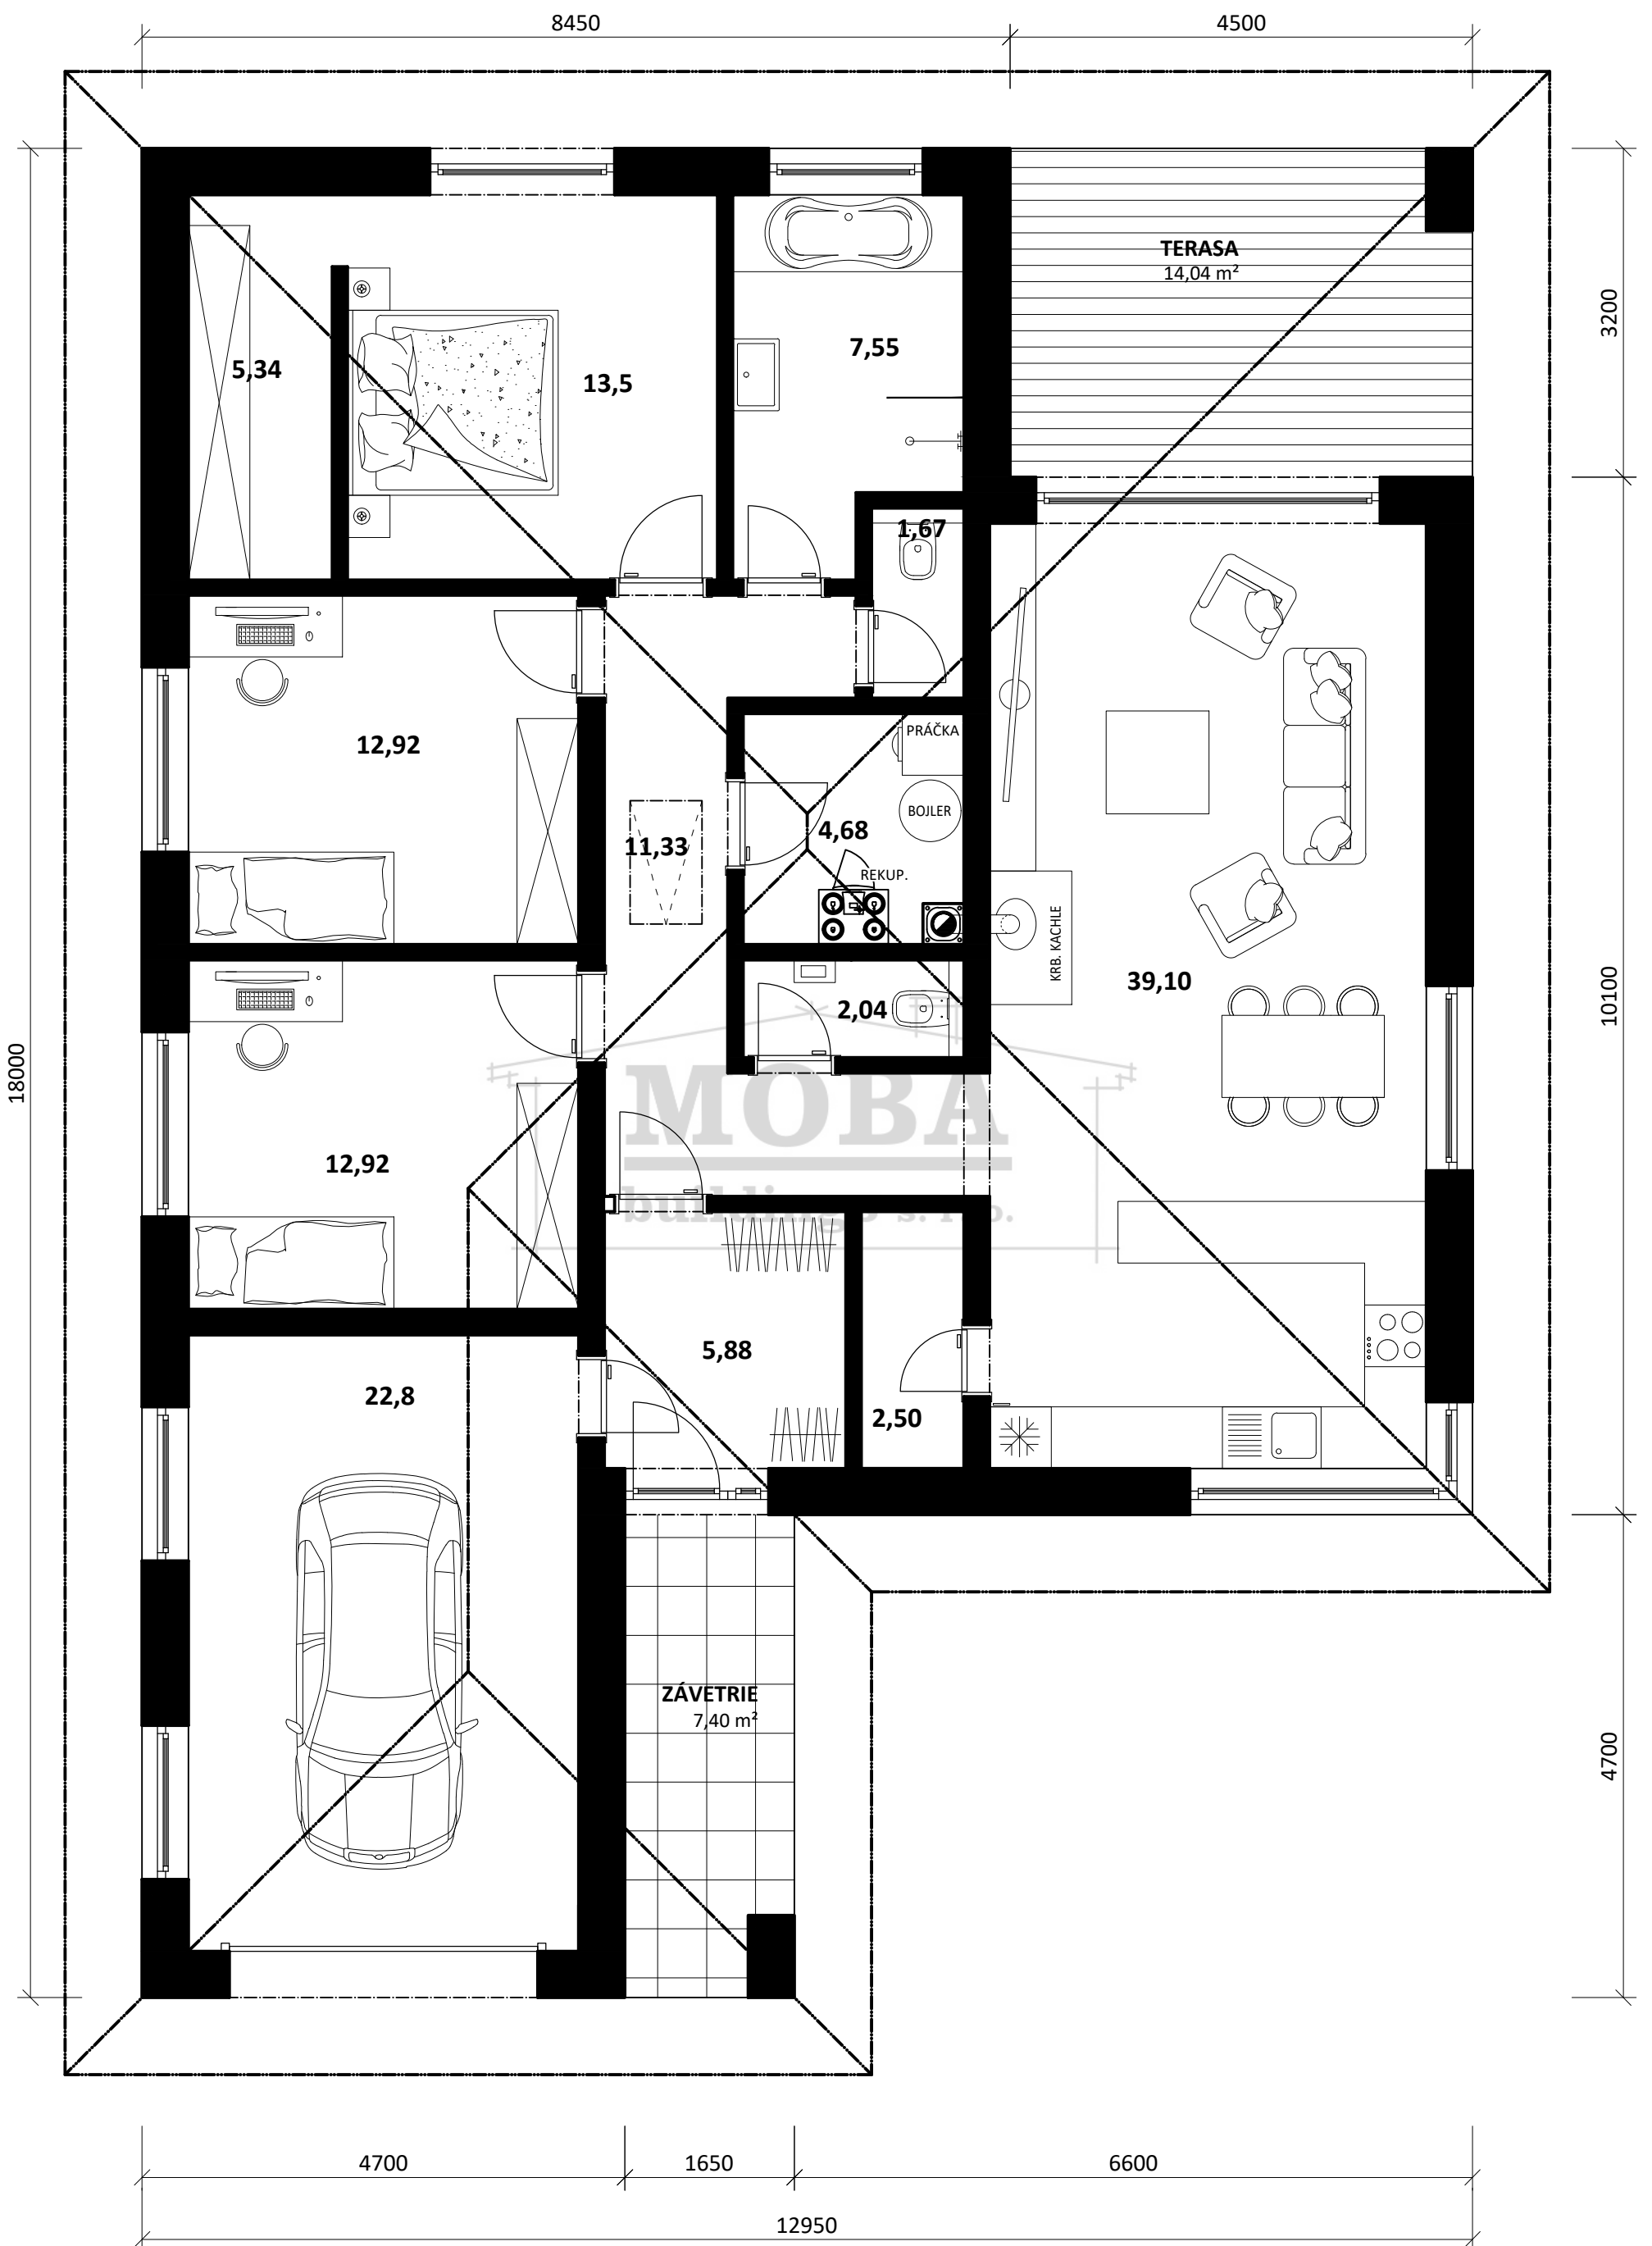 8450
4500
TERASA
14,04 m²
3200
7,55
5,34
13,5
1,67
PRÁČKA
12,92
BOJLER
4,68
11,33
REKUP.
KRB. KACHLE
39,10
2,04
10100
18000
MOBA
12,92
buildings s. r. o.
5,88
22,8
2,50
ZÁVETRIE
7,40 m²
4700
4700
1650
6600
12950